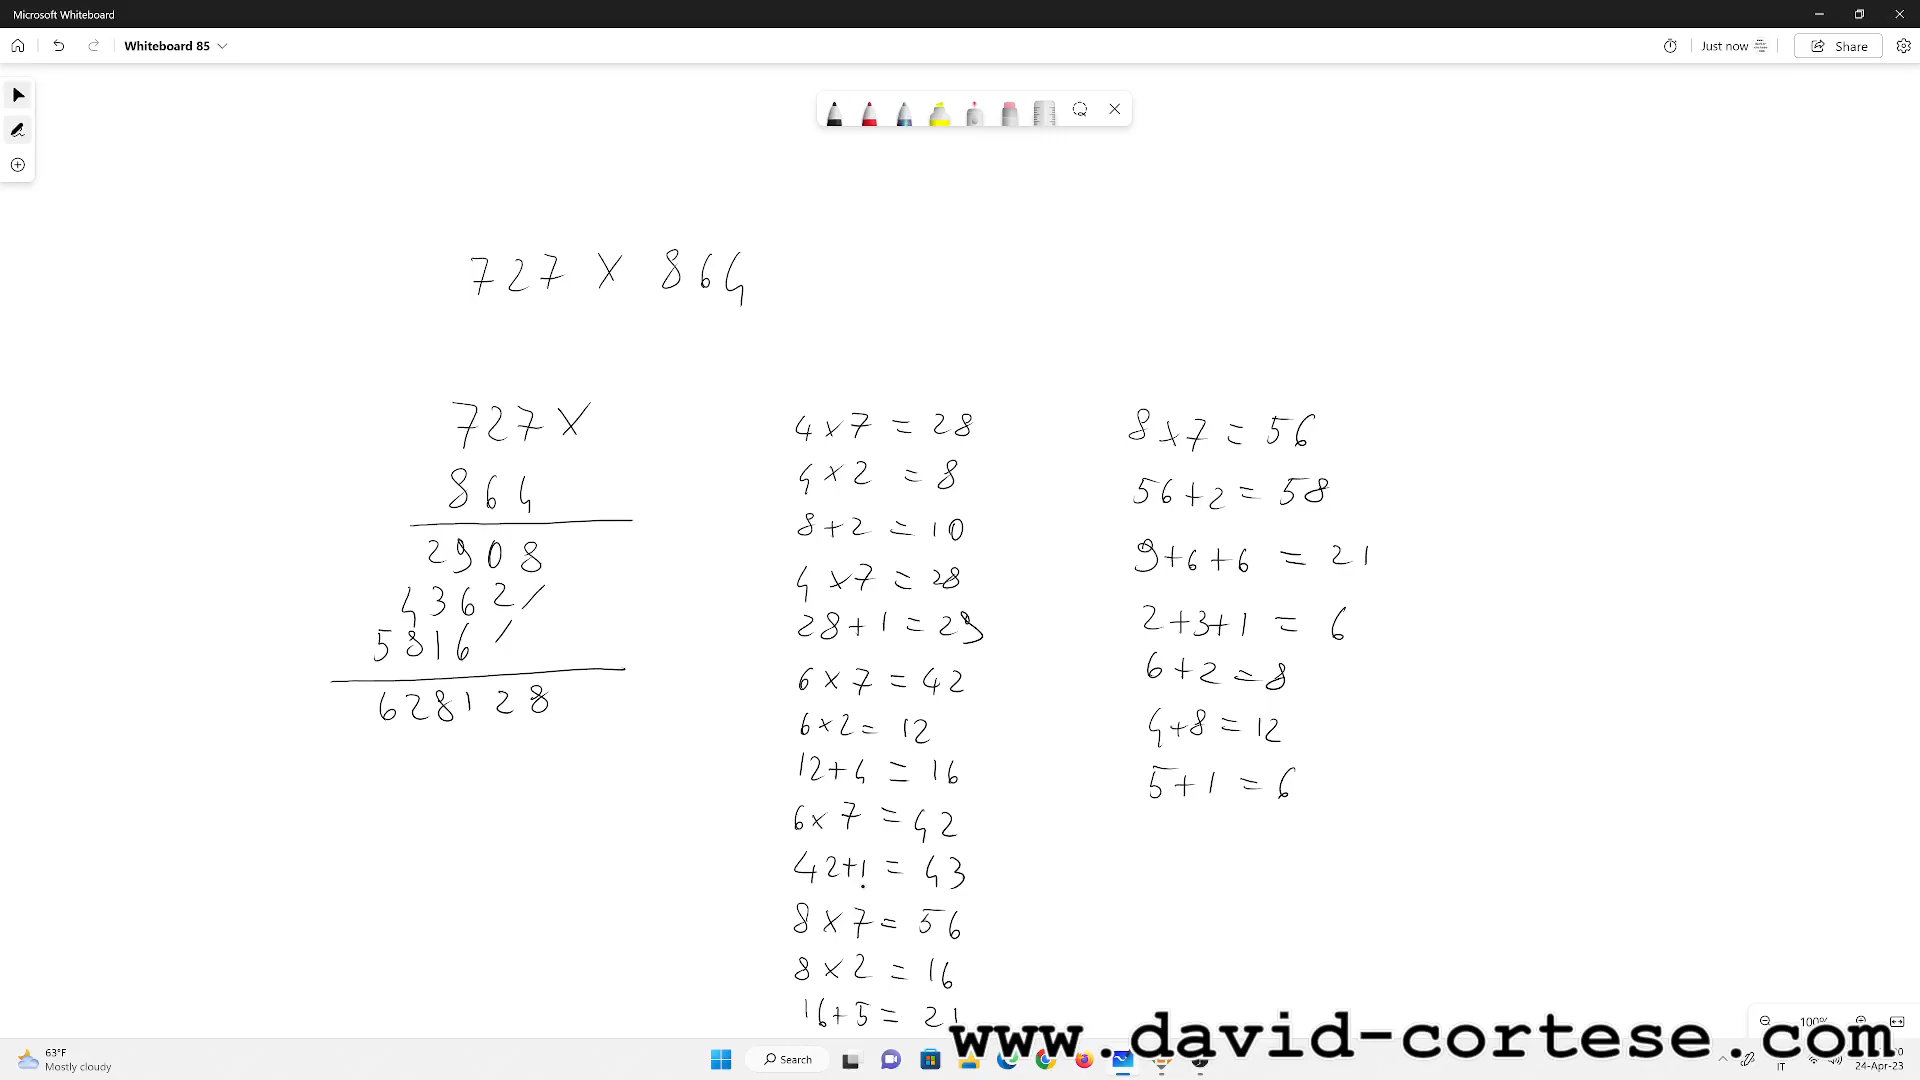 Microsoft Whiteboard
Whiteboard 85
Just now
Share
727 x 864
727 x
864
2908
4362/
5816/
628128
4 x 7 = 28
4 x 2 = 8
8 + 2 = 10
4 x 7 = 28
28 + 1 = 29
6 x 7 = 42
6 x 2 = 12
12 + 4 = 16
6 x 7 = 42
42 + 1 = 43
8 x 7 = 56
8 x 2 = 16
16 + 5 = 21
8 x 7 = 56
56 + 2 = 58
9 + 6 + 6 = 21
2 + 3 + 1 = 6
6 + 2 = 8
4 + 8 = 12
5 + 1 = 6
100%
www.david-cortese.com
63°F
Mostly cloudy
Search
IT
24-Apr-23